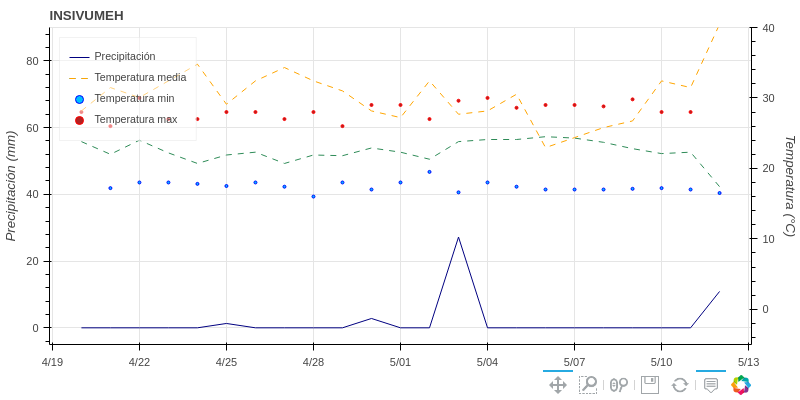 INSIVUMEH
Precipitación
Temperatura media
Temperatura min
Temperatura max
Precipitación (mm)
80
60
40
20
0
Temperatura (°C)
40
30
20
10
0
4/19 4/22 4/25 4/28 5/01 5/04 5/07 5/10 5/13